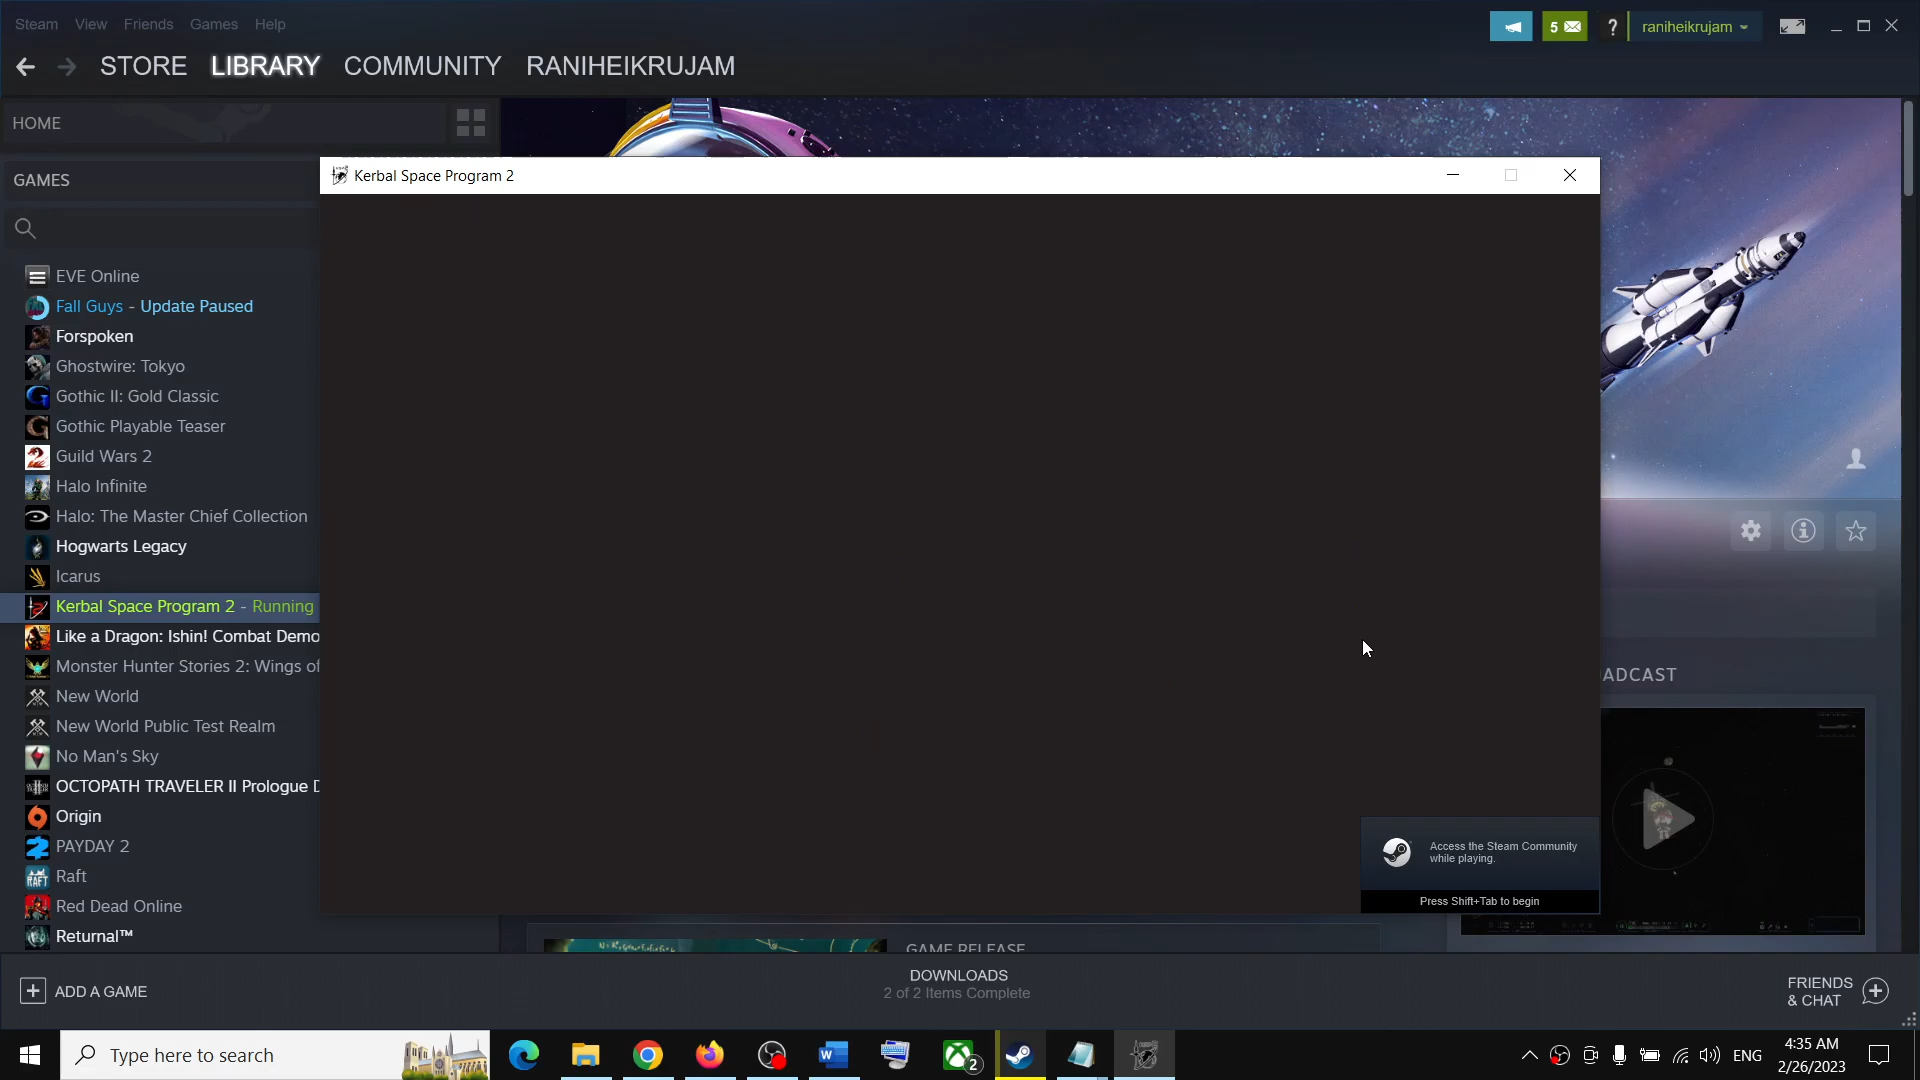 Steam View Friends Games Help
5 ? raniheikrujam
STORE LIBRARY COMMUNITY RANIHEIKRUJAM
HOME
GAMES
Kerbal Space Program 2
EVE Online
Fall Guys - Update Paused
Forspoken
Ghostwire: Tokyo
Gothic II: Gold Classic
Gothic Playable Teaser
Guild Wars 2
Halo Infinite
Halo: The Master Chief Collection
Hogwarts Legacy
Icarus
Kerbal Space Program 2 - Running
Like a Dragon: Ishin! Combat Demo
Monster Hunter Stories 2: Wings of
New World
New World Public Test Realm
No Man's Sky
OCTOPATH TRAVELER II Prologue D
Origin
PAYDAY 2
Raft
Red Dead Online
Returnal™
ADCAST
Access the Steam Community
while playing.
Press Shift+Tab to begin
GAME RELEASE
ADD A GAME
DOWNLOADS
2 of 2 Items Complete
FRIENDS
& CHAT
Type here to search
2
ENG
4:35 AM
2/26/2023